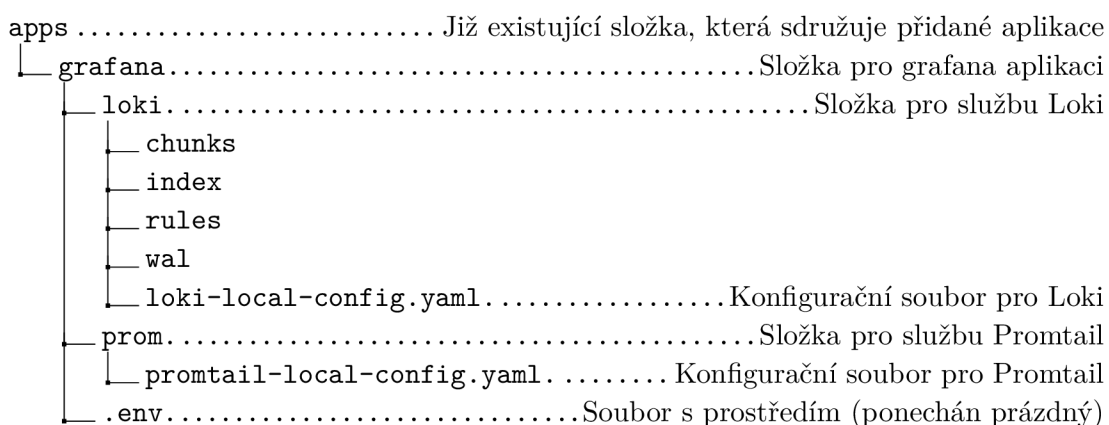 apps ........................... Již existující složka, která sdružuje přidané aplikace
grafana............................................Složka pro grafana aplikaci
loki.................................................Složka pro službu Loki
chunks
index
rules
wal
loki-local-config.yaml..................Konfigurační soubor pro Loki
prom............................................Složka pro službu Promtail
promtail-local-config.yaml. ........ Konfigurační soubor pro Promtail
.env...............................Soubor s prostředím (ponechán prázdný)